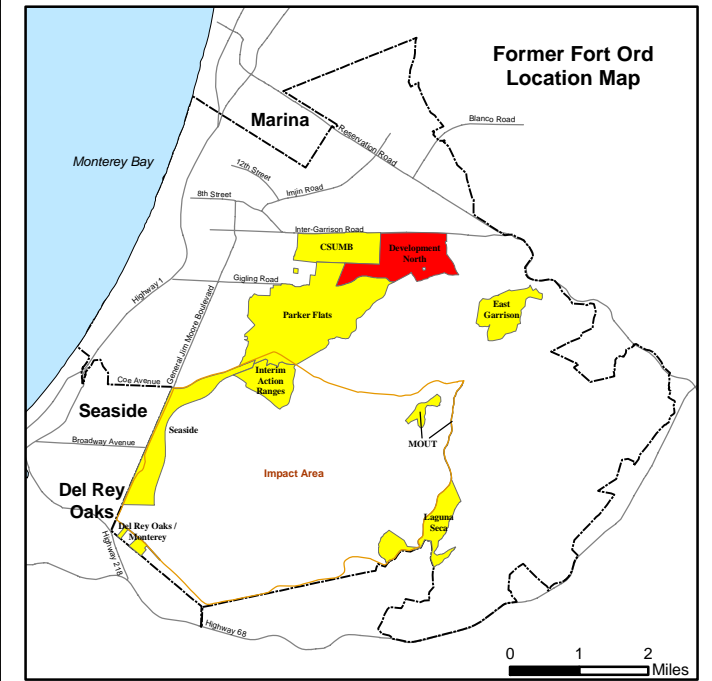 Former Fort Ord
Location Map
Marina
Blanco Road
Reservation Road
Monterey Bay
12th Street
Imjin Road
8th Street
Inter-Garrison Road
CSUMB
Development
North
Highway 1
Gigling Road
General Jim Moore Boulevard
East
Garrison
Parker Flats
Coe Avenue
Interim
Action
Ranges
Seaside
Seaside
Broadway Avenue
MOUT
Impact Area
Del Rey
Oaks
Laguna
Seca
Del Rey Oaks /
Monterey
Highway 218
Highway 68
0 1 2
Miles